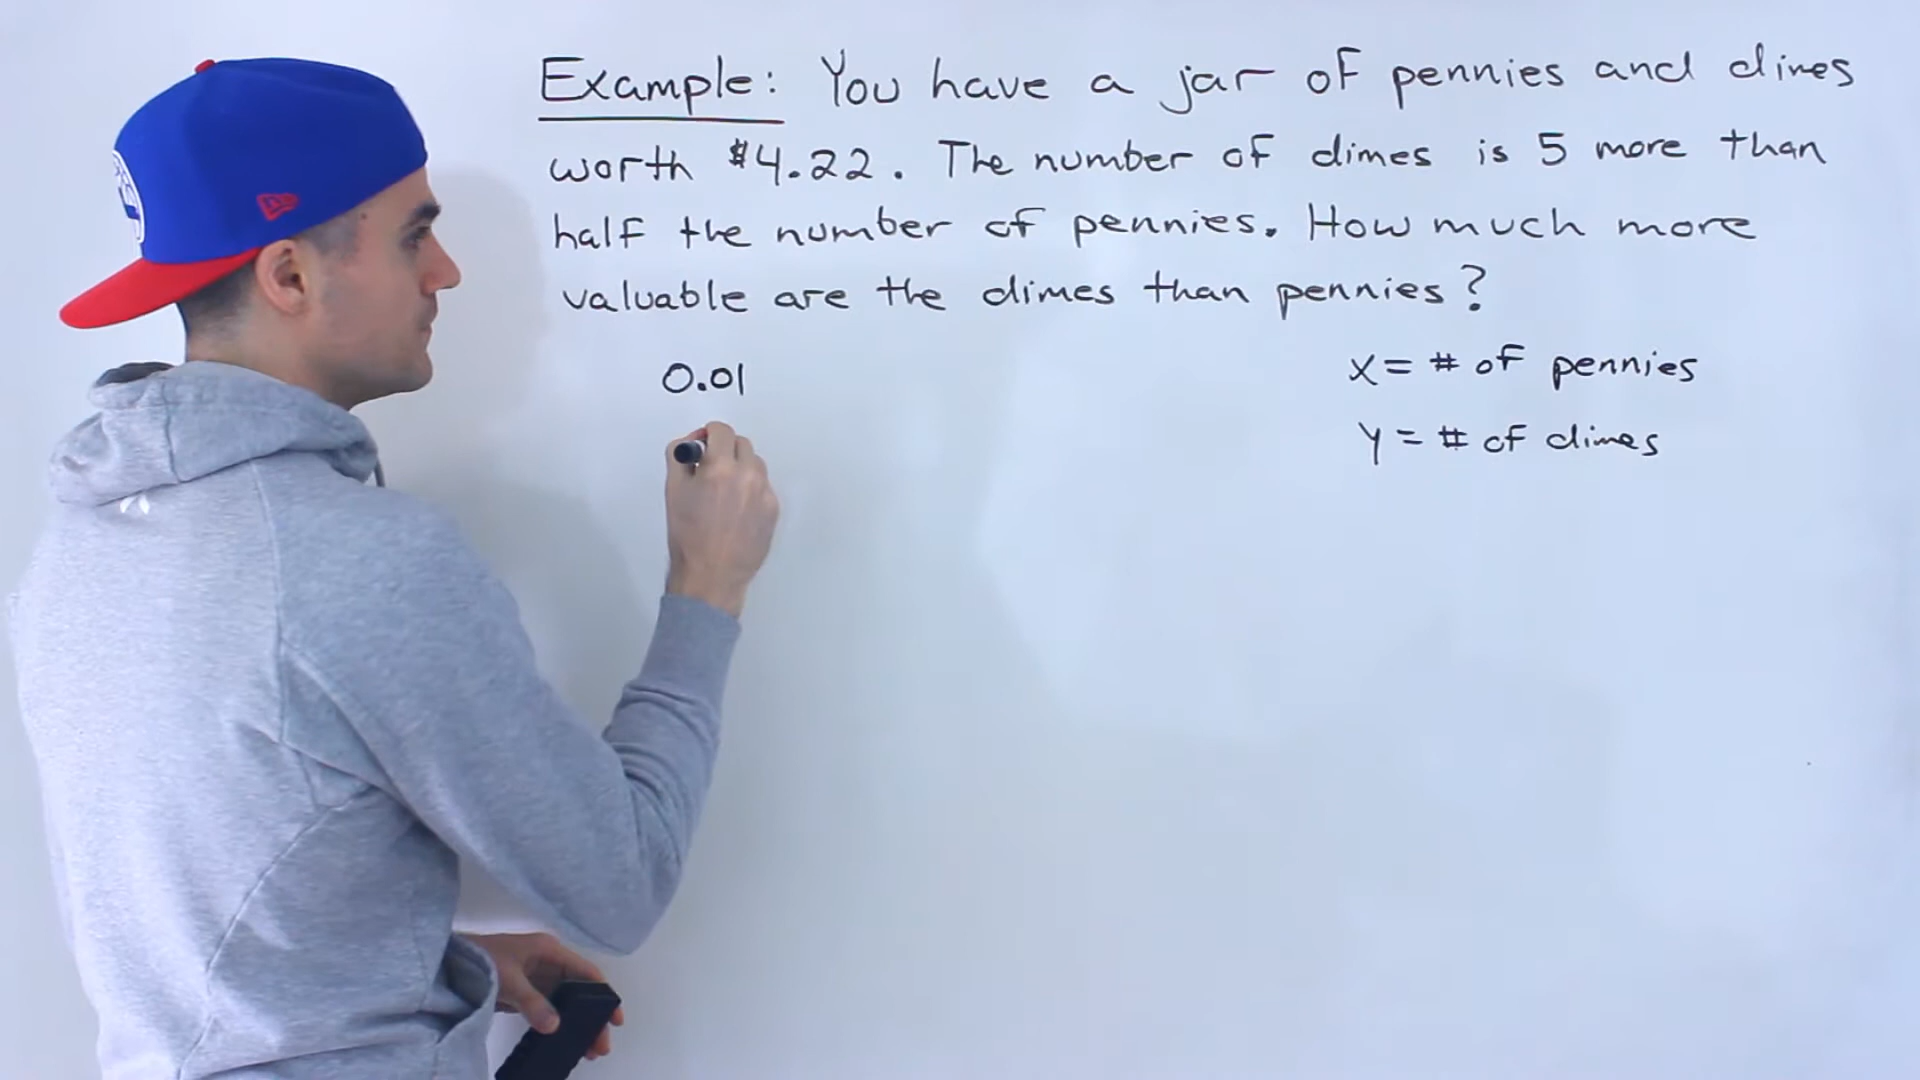 Example: You have a jar of pennies and dimes
worth $4.22. The number of dimes is 5 more than
half the number of pennies. How much more
valuable are the dimes than pennies?
0.01
x = # of pennies
y = # of dimes